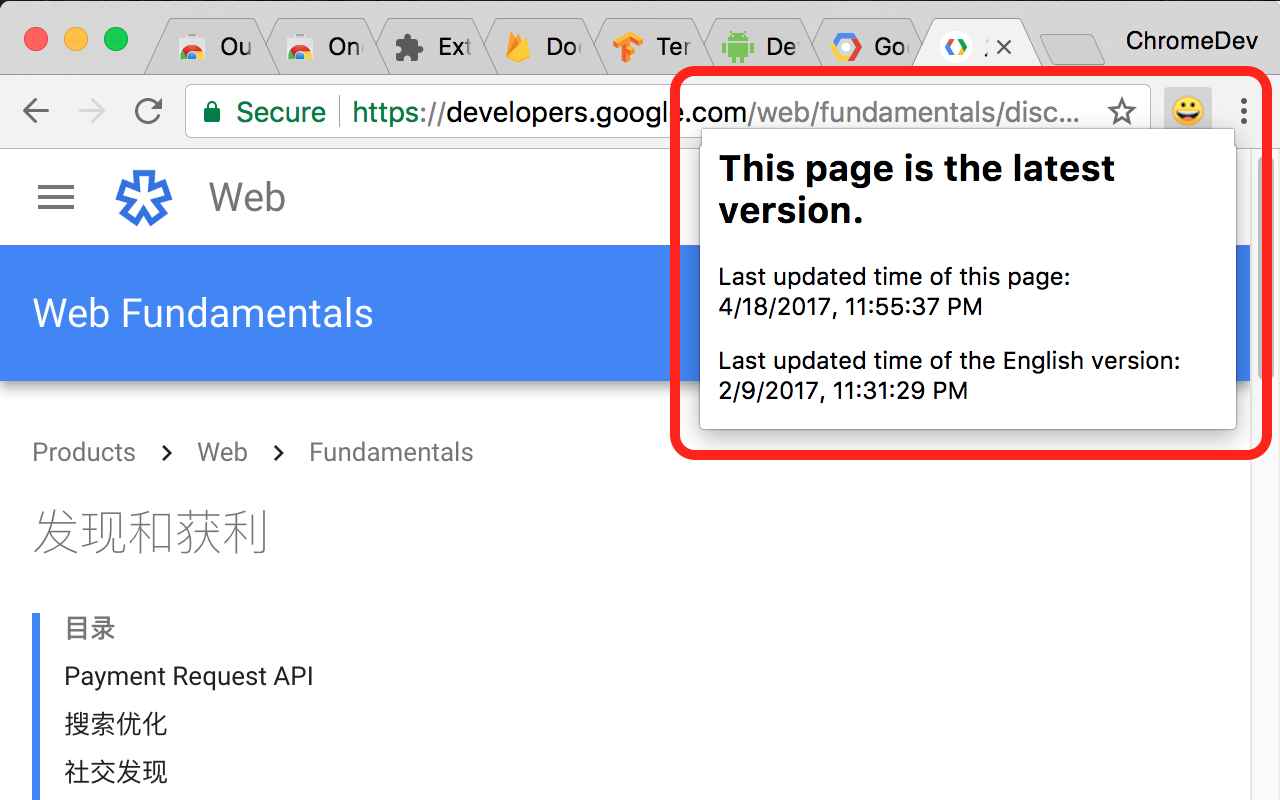 Ou
On
Ext
Do
Ter
De
Go
ChromeDev
Secure
https://developers.google.com/web/fundamentals/disc...
Web
This page is the latest
version.
Last updated time of this page:
4/18/2017, 11:55:37 PM
Last updated time of the English version:
2/9/2017, 11:31:29 PM
Web Fundamentals
Products > Web > Fundamentals
发现和获利
目录
Payment Request API
搜索优化
社交发现